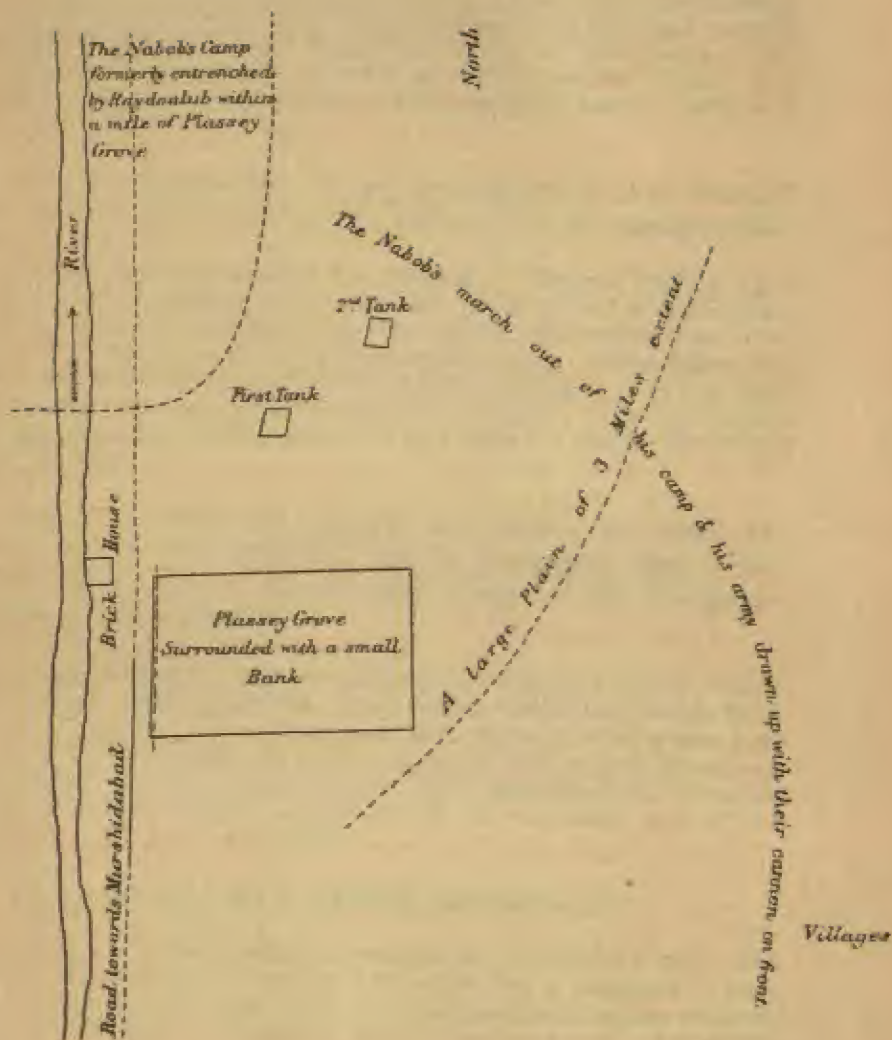 The Nabob's Camp
formerly entrenched
by Roydoolub within
a mile of Plassey
Grove
North
River
The Nabob's march out of his camp & his army drawn up with their cannon on front.
2nd Tank
First Tank
A large Plain of 3 Miles extent
Brick House
Plassey Grove
Surrounded with a small
Bank
Road towards Murshidabad
Villages